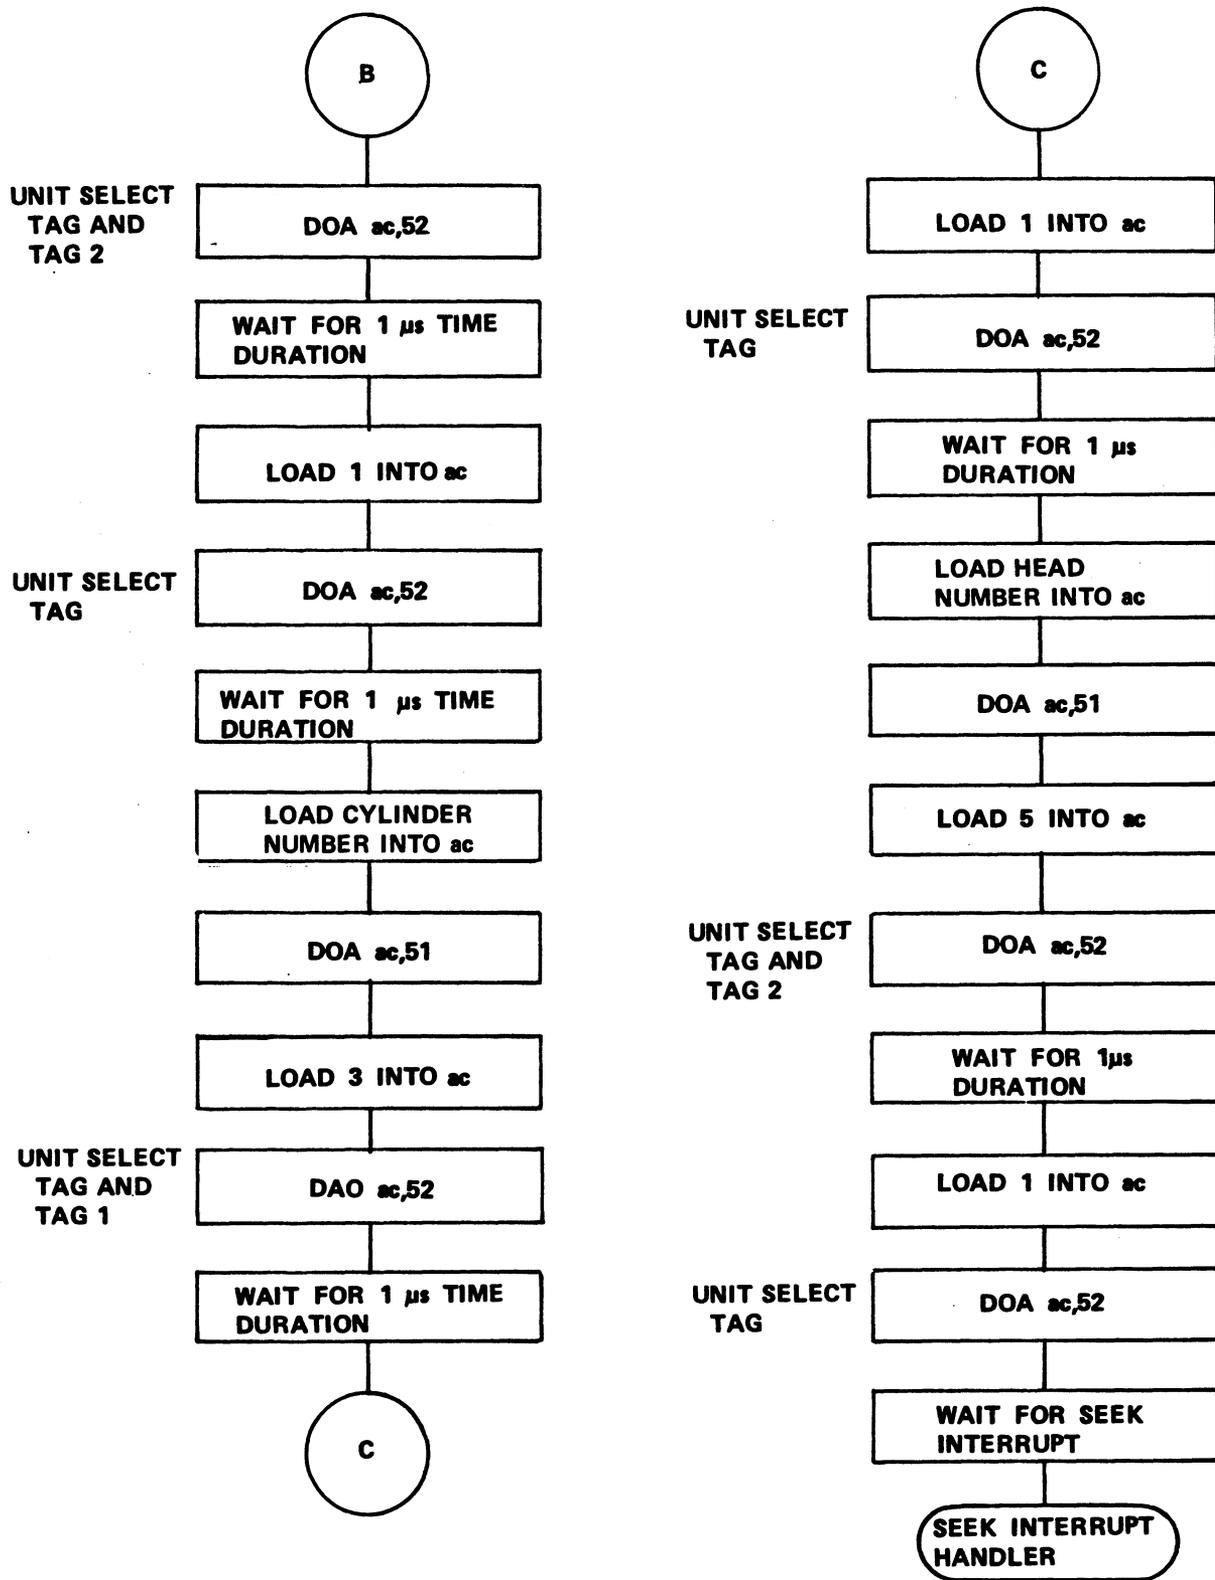 B
UNIT SELECT
TAG AND
TAG 2
DOA ac,52
WAIT FOR 1 µs TIME
DURATION
LOAD 1 INTO ac
UNIT SELECT
TAG
DOA ac,52
WAIT FOR 1 µs TIME
DURATION
LOAD CYLINDER
NUMBER INTO ac
DOA ac,51
LOAD 3 INTO ac
UNIT SELECT
TAG AND
TAG 1
DAO ac,52
WAIT FOR 1 µs TIME
DURATION
C
C
LOAD 1 INTO ac
UNIT SELECT
TAG
DOA ac,52
WAIT FOR 1 µs
DURATION
LOAD HEAD
NUMBER INTO ac
DOA ac,51
LOAD 5 INTO ac
UNIT SELECT
TAG AND
TAG 2
DOA ac,52
WAIT FOR 1µs
DURATION
LOAD 1 INTO ac
UNIT SELECT
TAG
DOA ac,52
WAIT FOR SEEK
INTERRUPT
SEEK INTERRUPT
HANDLER